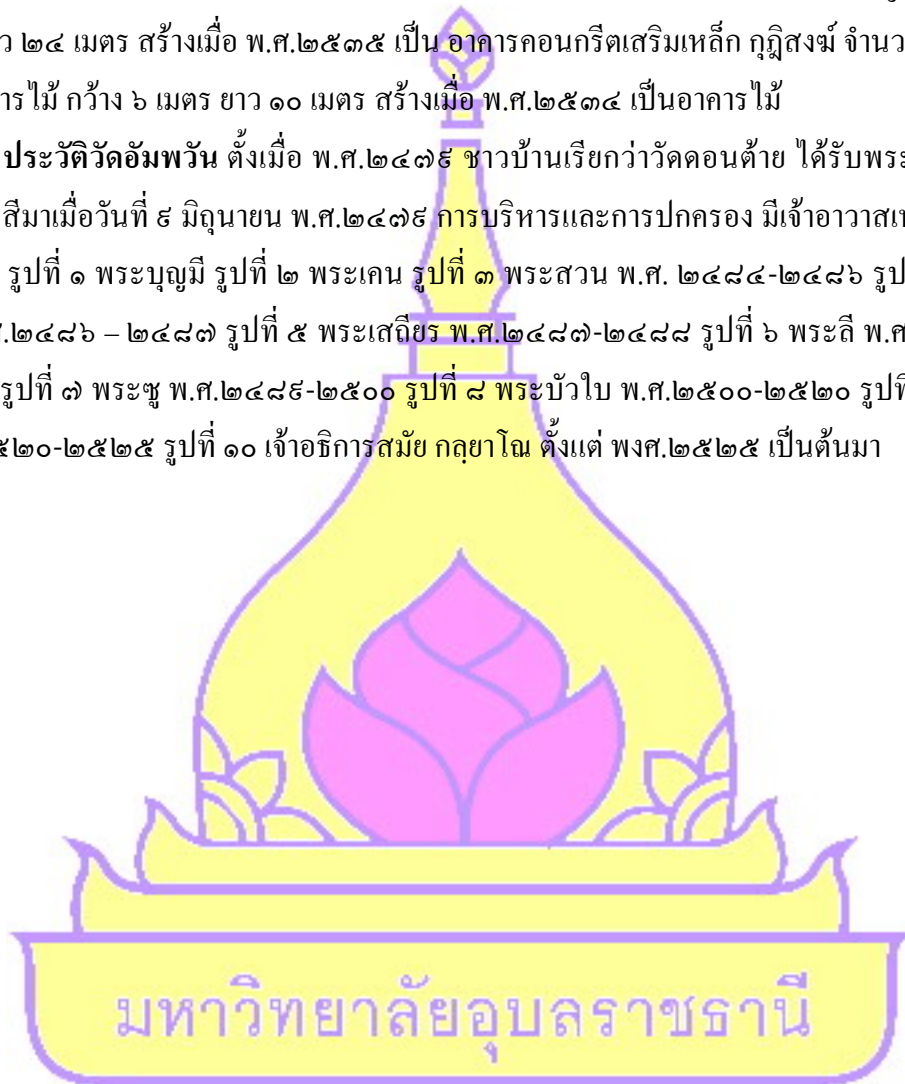 ว ๒๔ เมตร สร้างเมื่อ พ.ศ.๒๕๓๕ เป็น อาคารคอนกรีตเสริมเหล็ก กุฎิสงฆ์ จำนว
ารไม้ กว้าง ๖ เมตร ยาว ๑๐ เมตร สร้างเมื่อ พ.ศ.๒๕๓๔ เป็นอาคารไม้
ประวัติวัดอัมพวัน ตั้งเมื่อ พ.ศ.๒๔๗๙ ชาวบ้านเรียกว่าวัดดอนต้าย ได้รับพระ
สีมาเมื่อวันที่ ๙ มิถุนายน พ.ศ.๒๔๗๙ การบริหารและการปกครอง มีเจ้าอาวาสเท
รูปที่ ๑ พระบุญมี รูปที่ ๒ พระเคน รูปที่ ๓ พระสวน พ.ศ. ๒๔๘๔-๒๔๘๖ รูป
.๒๔๘๖ – ๒๔๘๗ รูปที่ ๕ พระเสถียร พ.ศ.๒๔๘๗-๒๔๘๘ รูปที่ ๖ พระลี พ.ศ
รูปที่ ๗ พระชู พ.ศ.๒๔๘๙-๒๕๐๐ รูปที่ ๘ พระบัวใบ พ.ศ.๒๕๐๐-๒๕๒๐ รูปที่
๕๒๐-๒๕๒๕ รูปที่ ๑๐ เจ้าอธิการสมัย กลฺยาโณ ตั้งแต่ พงศ.๒๕๒๕ เป็นต้นมา
มหาวิทยาลัยอุบลราชธานี